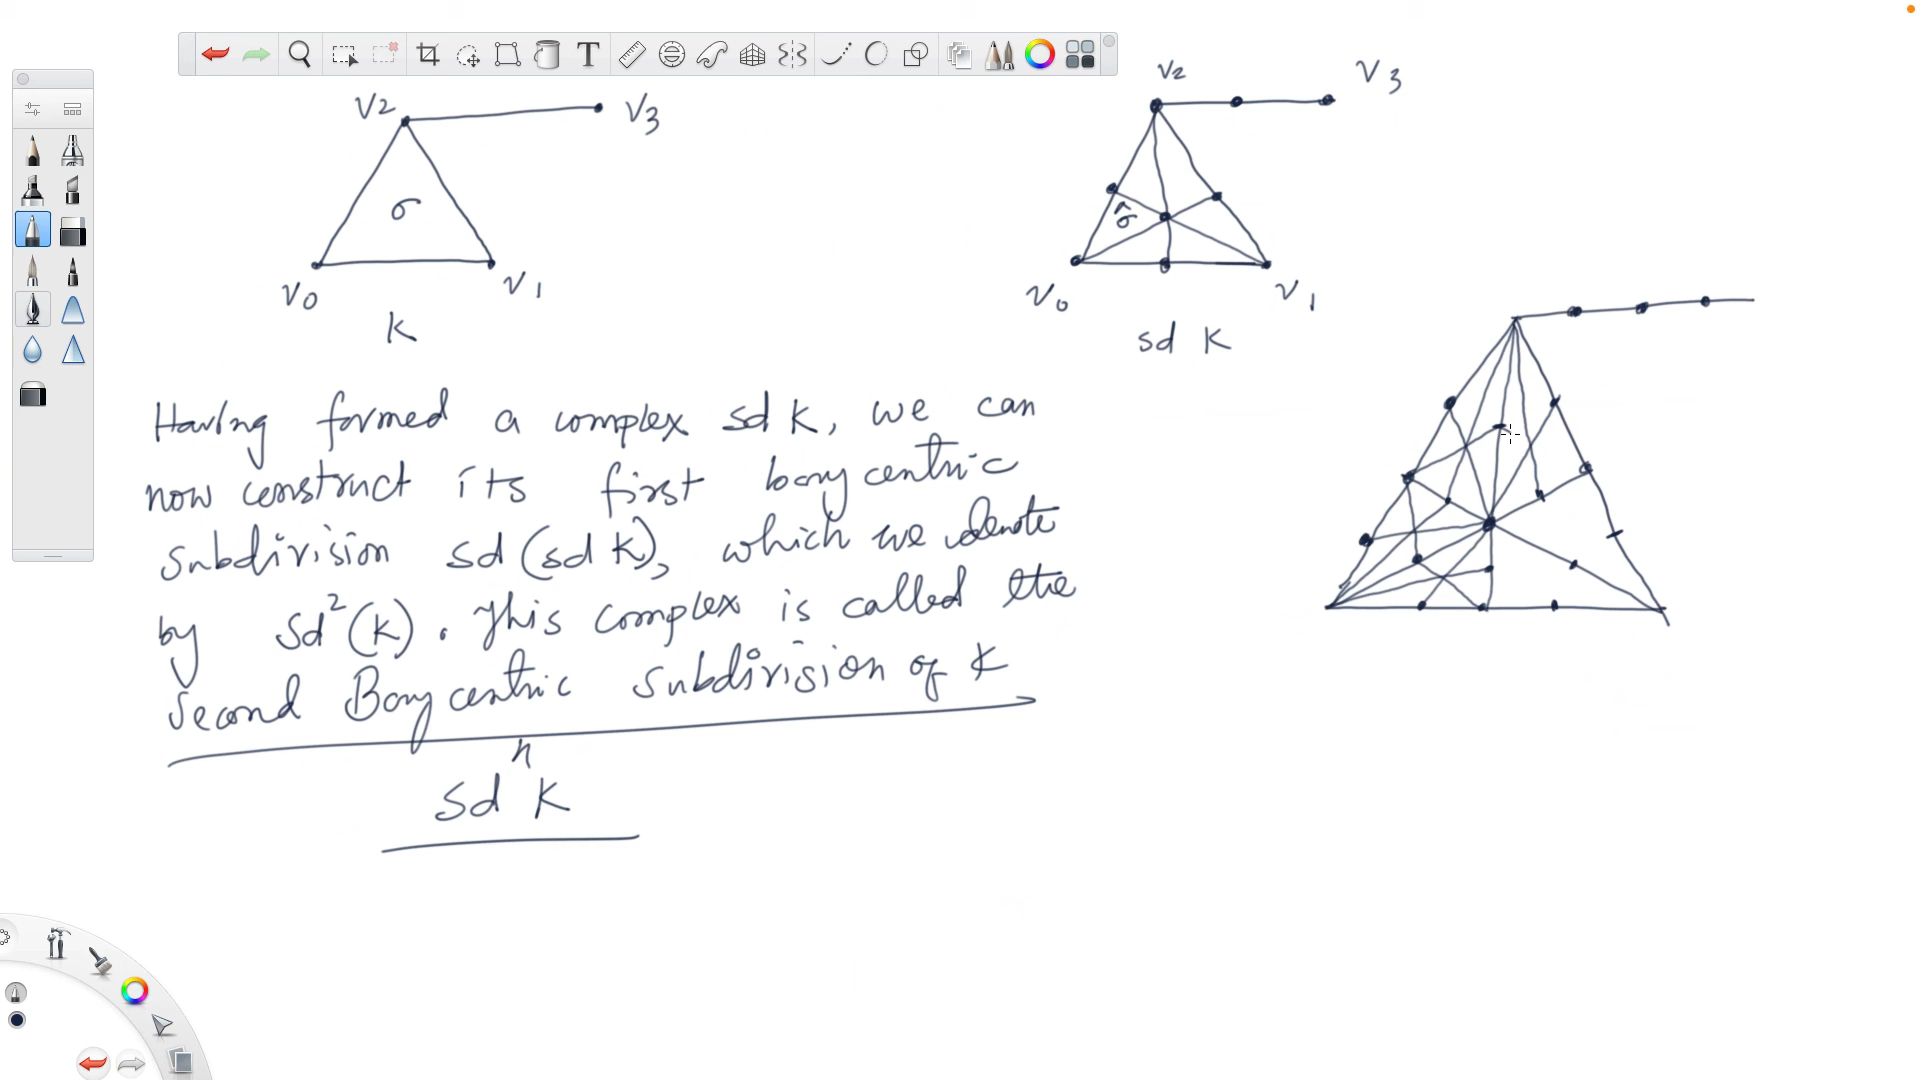 T
V2
V3
σ
V0
V1
K
V2
V3
σ̂
V0
V1
sd K
Having formed a complex sd K, we can
now construct its first barycentric
subdivision sd (sd K), which we denote
by Sd²(K). This complex is called the
Second Barycentric Subdivision of K
Sdⁿ K